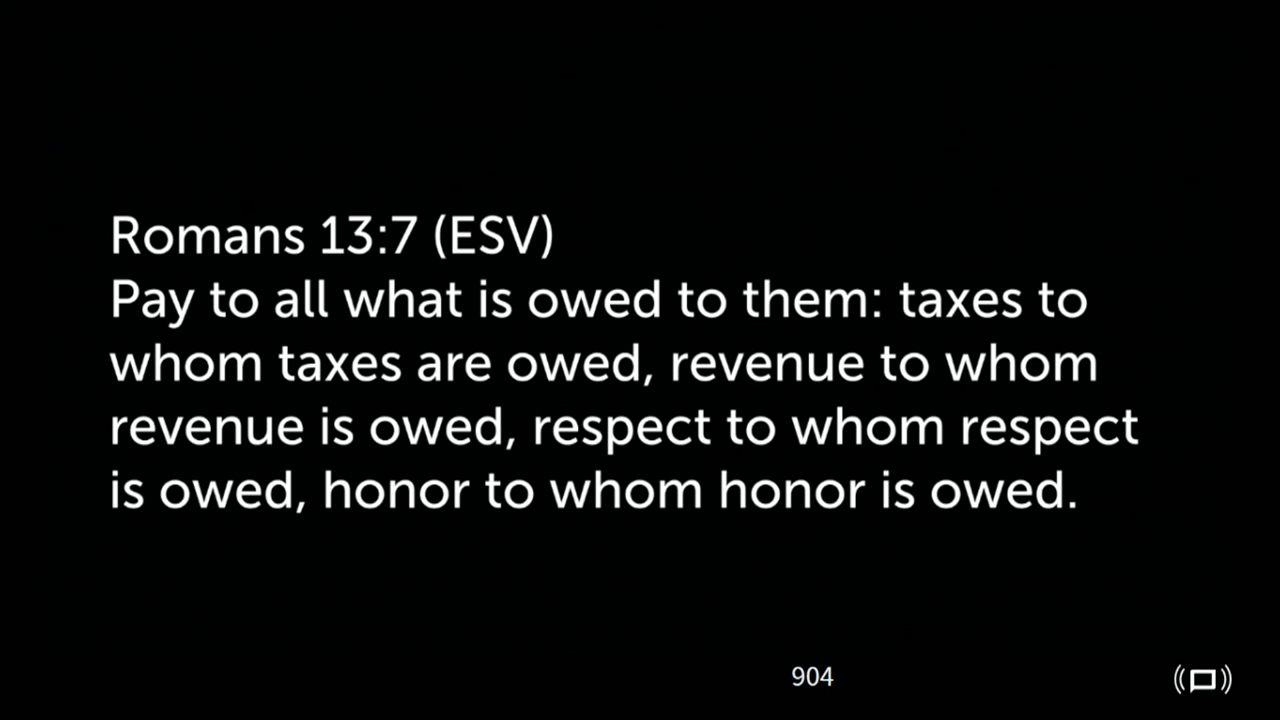 Romans 13:7 (ESV)
Pay to all what is owed to them: taxes to
whom taxes are owed, revenue to whom
revenue is owed, respect to whom respect
is owed, honor to whom honor is owed.
904